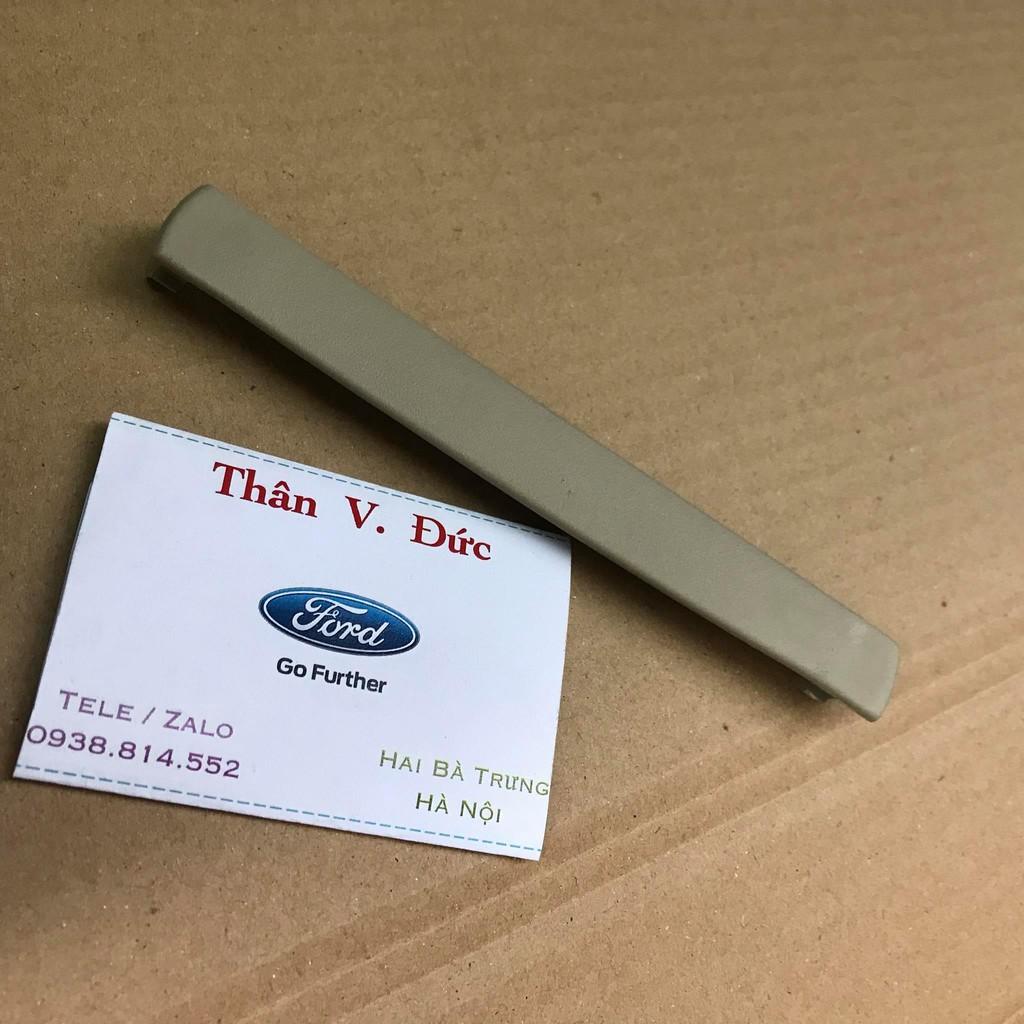 Thân V. Đức
Ford
Go Further
TELE / ZALO
0938.814.552
HAI BÀ TRƯNG
HÀ NỘI